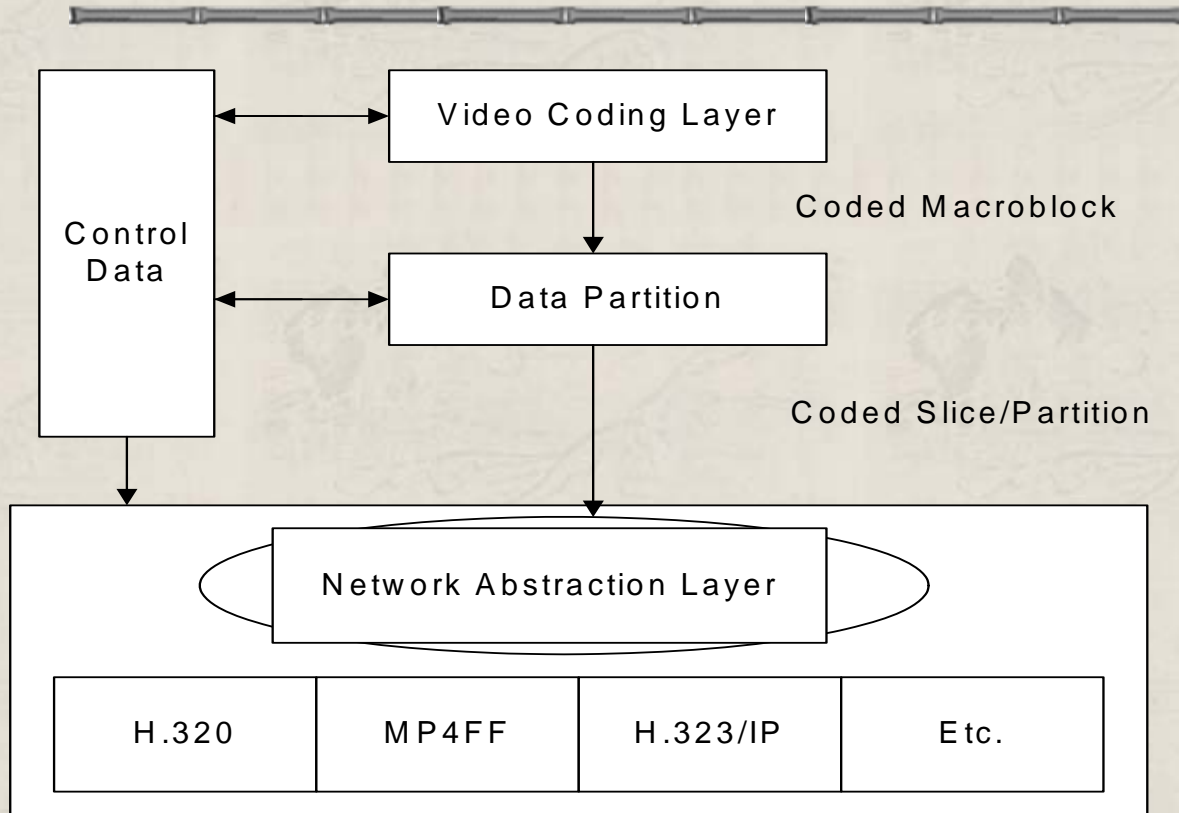 Video Coding Layer
Coded Macroblock
Control
Data
Data Partition
Coded Slice/Partition
Network Abstraction Layer
H.320
MP4FF
H.323/IP
Etc.